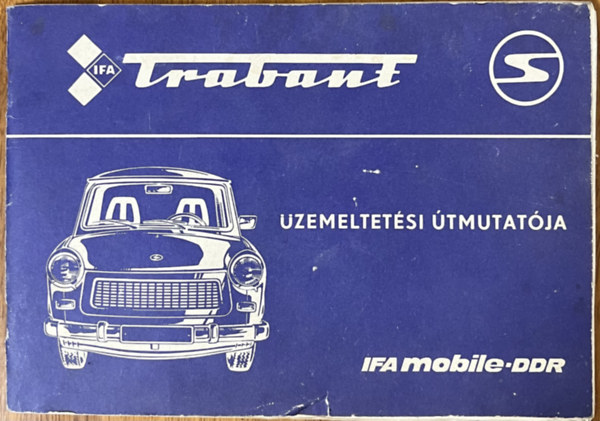 IFA Trabant S
ÜZEMELTETÉSI ÚTMUTATÓJA
IFA mobile-DDR